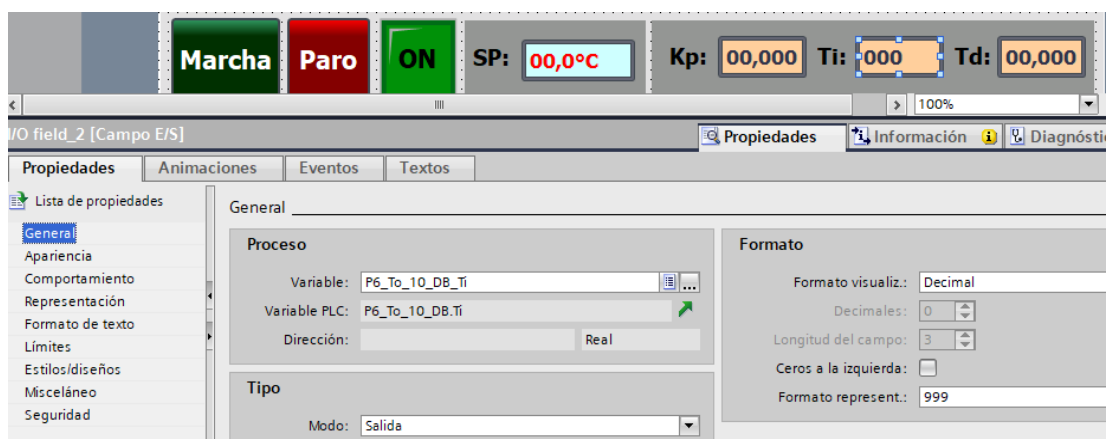 Marcha Paro ON SP: 00,0°C Kp: 00,000 Ti: 000 Td: 00,000
100%
I/O field_2 [Campo E/S]
Propiedades Información Diagnósti
Propiedades Animaciones Eventos Textos
Lista de propiedades
General
Apariencia
Comportamiento
Representación
Formato de texto
Límites
Estilos/diseños
Misceláneo
Seguridad
General
Proceso
Variable: P6_To_10_DB_Ti
Variable PLC: P6_To_10_DB.Ti
Dirección: Real
Tipo
Modo: Salida
Formato
Formato visualiz.: Decimal
Decimales: 0
Longitud del campo: 3
Ceros a la izquierda:
Formato represent.: 999